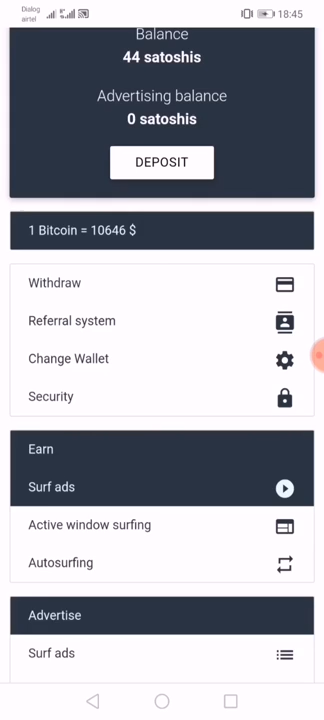 Dialog
airtel
18:45
Balance
44 satoshis
Advertising balance
0 satoshis
DEPOSIT
1 Bitcoin = 10646 $
Withdraw
Referral system
Change Wallet
Security
Earn
Surf ads
Active window surfing
Autosurfing
Advertise
Surf ads